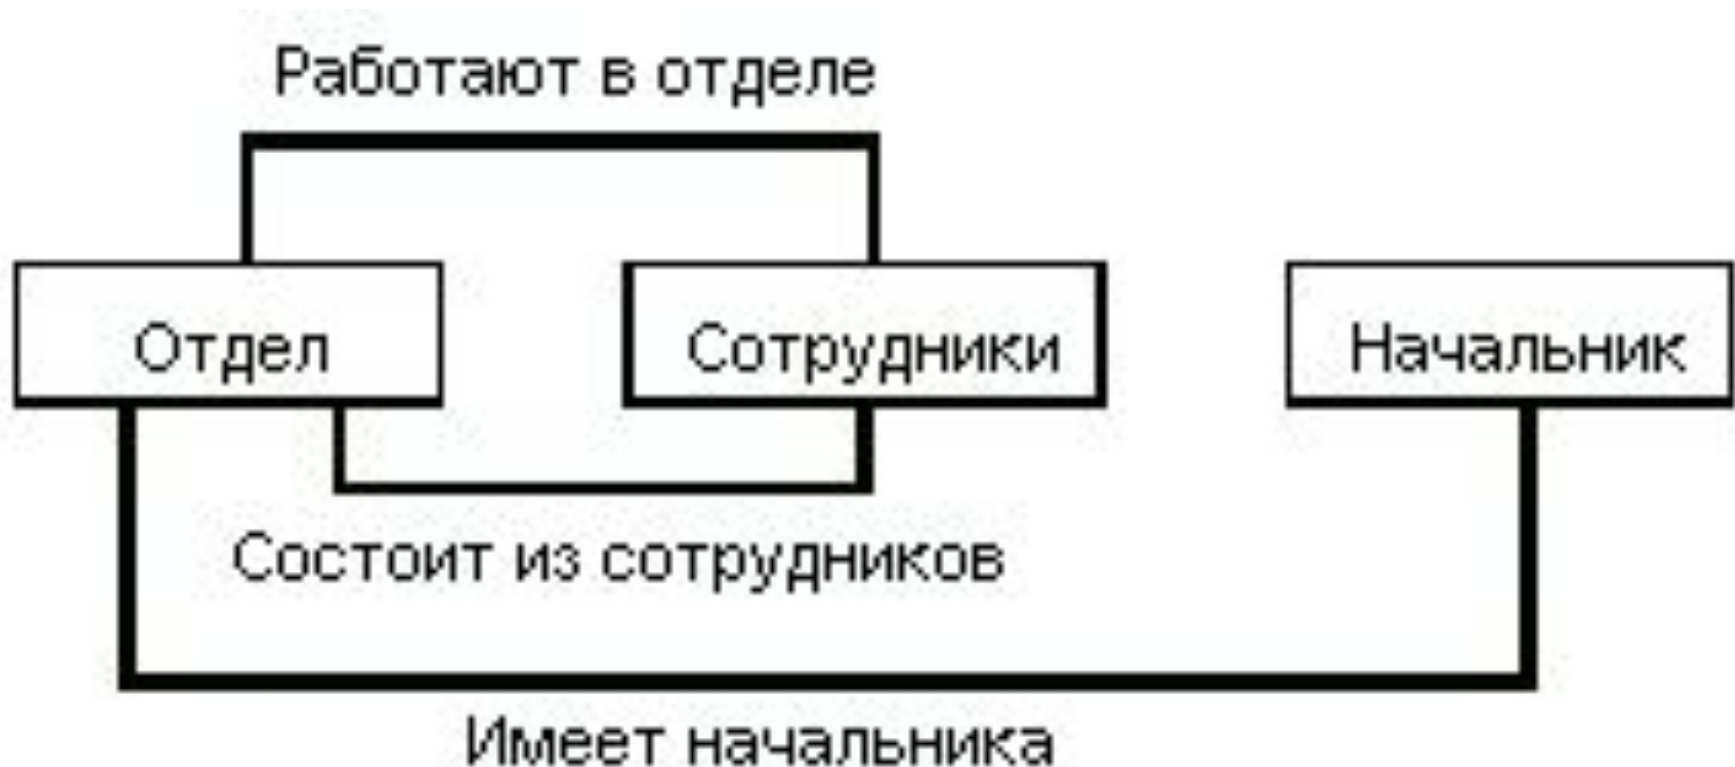 Работают в отделе
Отдел
Сотрудники
Начальник
Состоит из сотрудников
Имеет начальника